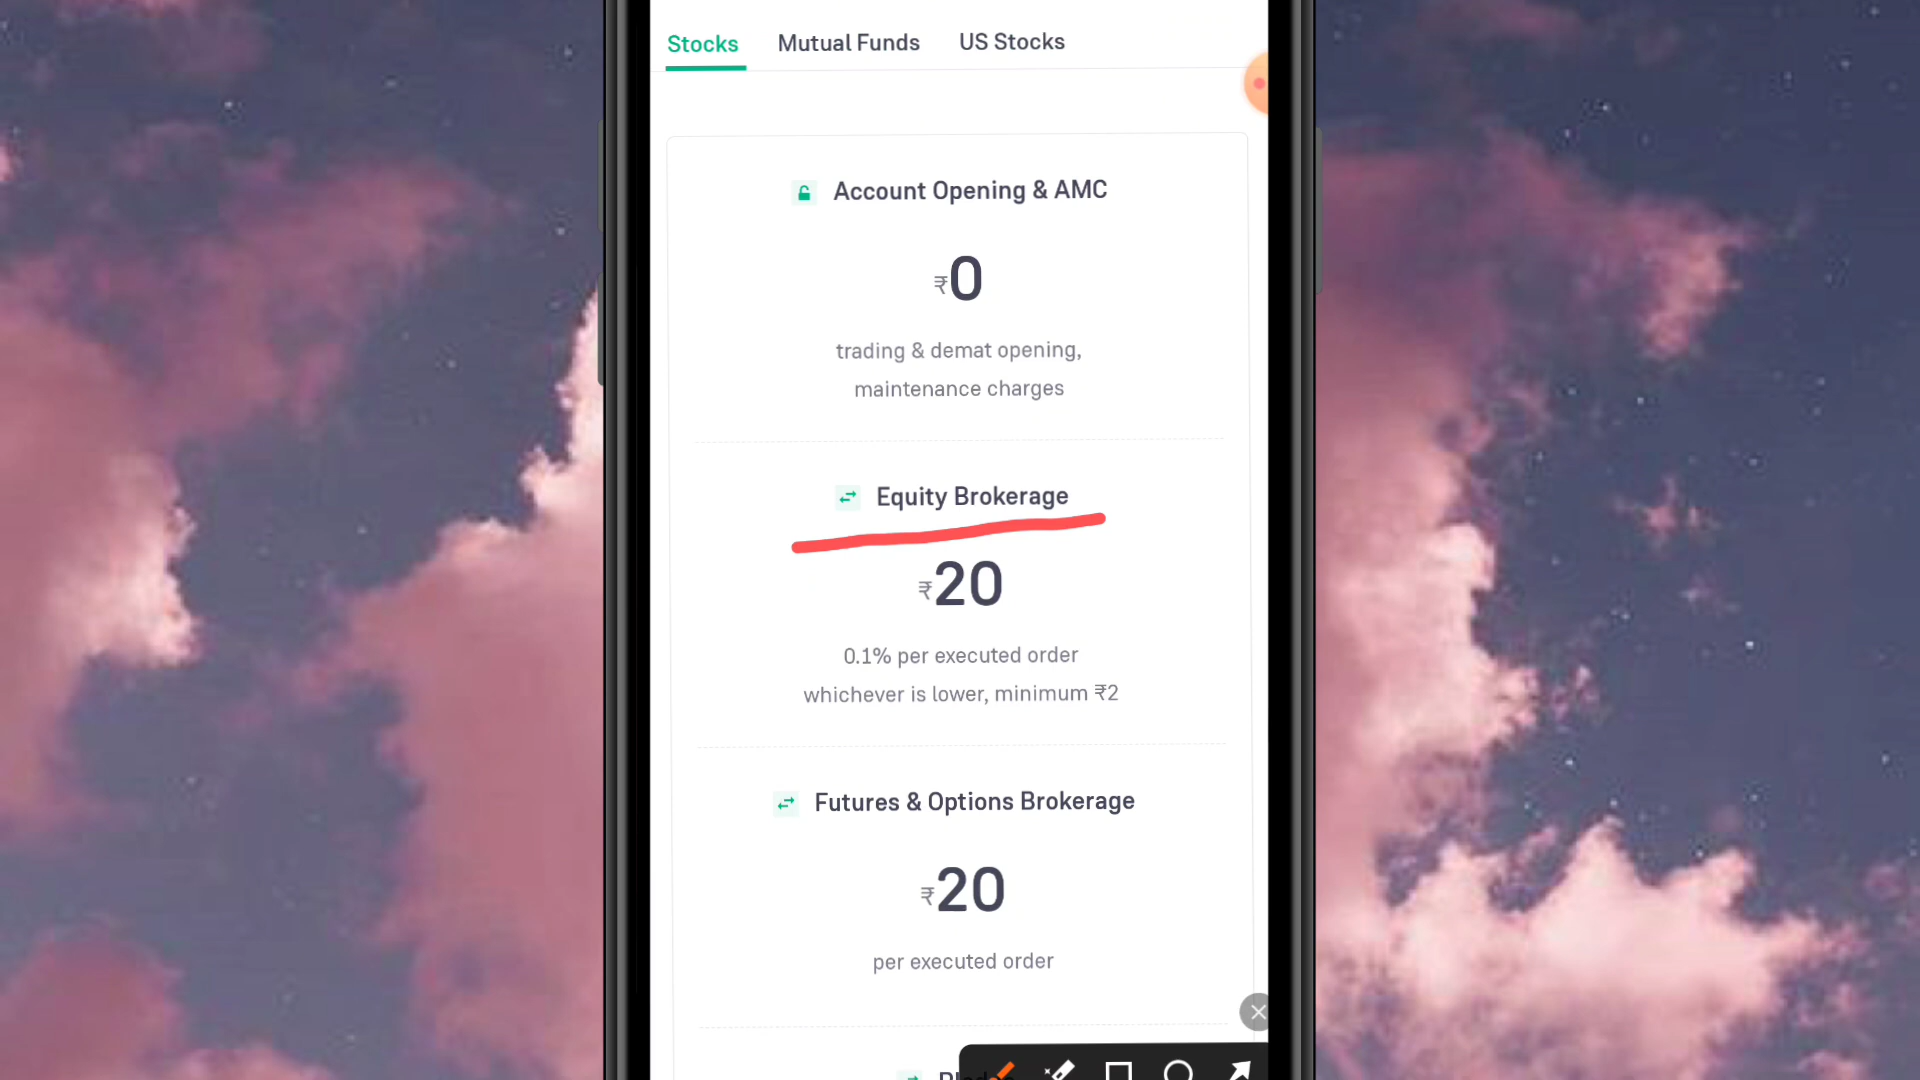 Stocks Mutual Funds US Stocks
Account Opening & AMC
₹0
trading & demat opening,
maintenance charges
Equity Brokerage
₹20
0.1% per executed order
whichever is lower, minimum ₹2
Futures & Options Brokerage
₹20
per executed order